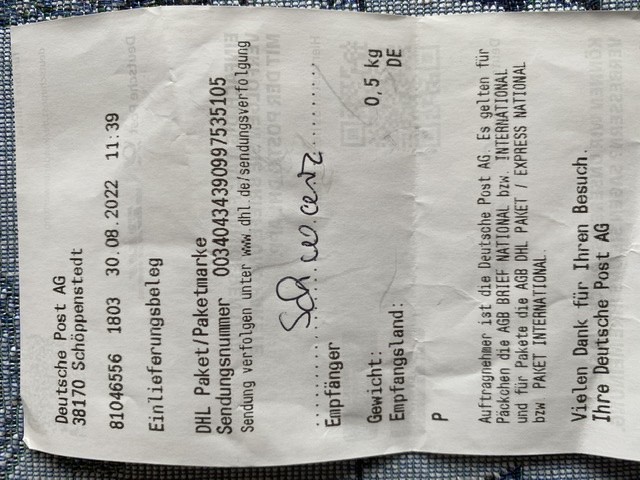 Deutsche Post AG
38170 Schöppenstedt
81046556 1803 30.08.2022 11:39
Einlieferungsbeleg
DHL Paket/Paketmarke
Sendungsnummer 00340434390997535105
Sendung verfolgen unter www.dhl.de/sendungsverfolgung
Schwarz
Empfänger
Gewicht: 0,5 kg
Empfangsland: DE
P
Auftragnehmer ist die Deutsche Post AG. Es gelten für
Päckchen die AGB BRIEF NATIONAL bzw. INTERNATIONAL
und für Pakete die AGB DHL PAKET / EXPRESS NATIONAL
bzw PAKET INTERNATIONAL.
Vielen Dank für Ihren Besuch.
Ihre Deutsche Post AG